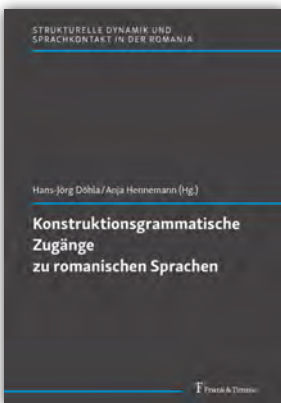 STRUKTURELLE DYNAMIK UND
SPRACHKONTAKT IN DER ROMANIA
Hans-Jörg Döhla/Anja Hennemann (Hg.)
Konstruktionsgrammatische
Zugänge
zu romanischen Sprachen
Frank & Timme